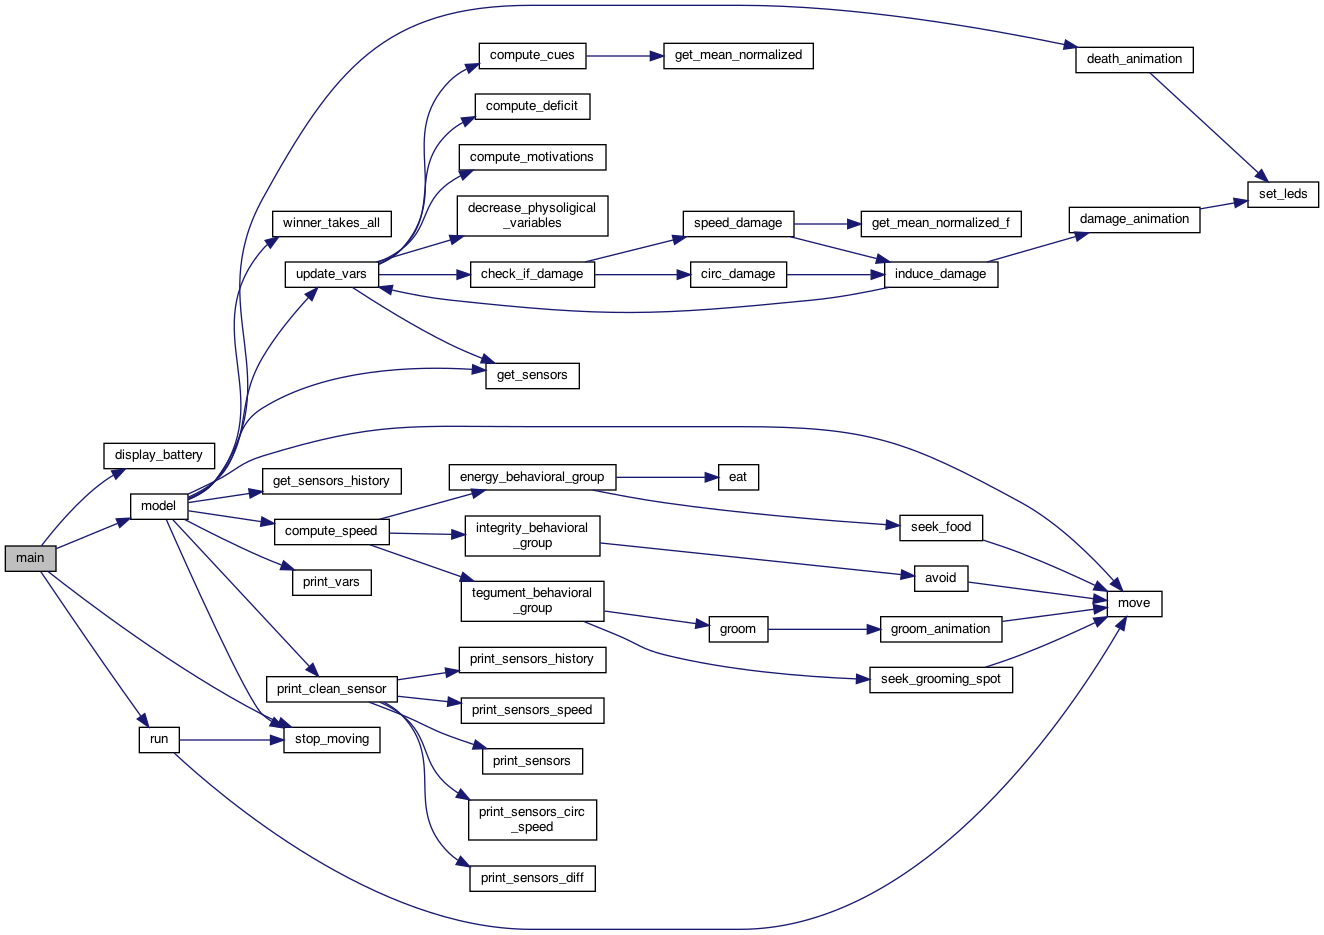 compute_cues
get_mean_normalized
death_animation
compute_deficit
compute_motivations
set_leds
decrease_physoligical
_variables
winner_takes_all
speed_damage
get_mean_normalized_f
damage_animation
update_vars
check_if_damage
circ_damage
induce_damage
get_sensors
display_battery
get_sensors_history
energy_behavioral_group
eat
model
compute_speed
integrity_behavioral
_group
seek_food
main
print_vars
tegument_behavioral
_group
avoid
move
groom
groom_animation
print_clean_sensor
print_sensors_history
seek_grooming_spot
print_sensors_speed
run
stop_moving
print_sensors
print_sensors_circ
_speed
print_sensors_diff